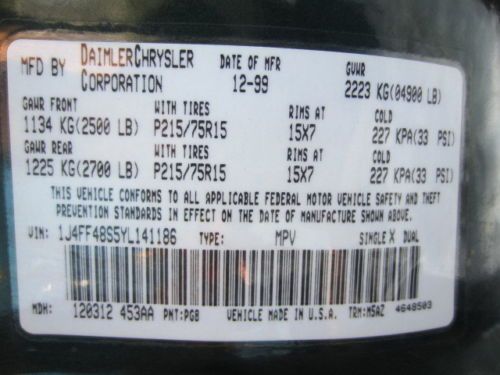 MFD BY DAIMLERCHRYSLER DATE OF MFR GVWR
CORPORATION 12-99 2223 KG(04900 LB)
GAWR FRONT WITH TIRES RIMS AT COLD
1134 KG(2500 LB) P215/75R15 15X7 227 KPA(33 PSI)
GAWR REAR WITH TIRES RIMS AT COLD
1225 KG(2700 LB) P215/75R15 15X7 227 KPA(33 PSI)
THIS VEHICLE CONFORMS TO ALL APPLICABLE FEDERAL MOTOR VEHICLE SAFETY AND THEFT
PREVENTION STANDARDS IN EFFECT ON THE DATE OF MANUFACTURE SHOWN ABOVE.
VIN: 1J4FF48S5YL141186 TYPE: MPV SINGLE X DUAL
MDH: 120312 453AA PNT:PG8 VEHICLE MADE IN U.S.A. TRM:MSAZ 4648503